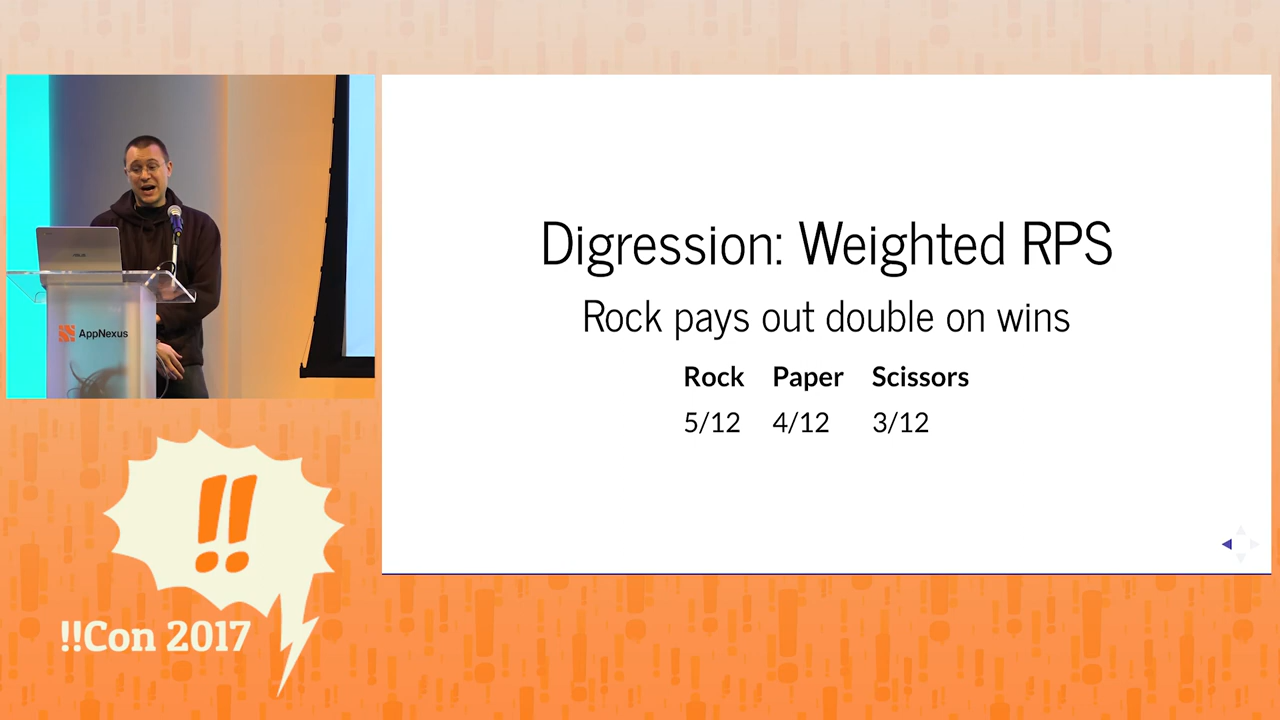 Digression: Weighted RPS
Rock pays out double on wins
Rock Paper Scissors
5/12 4/12 3/12
ASUS
AppNexus
!!
!!Con 2017